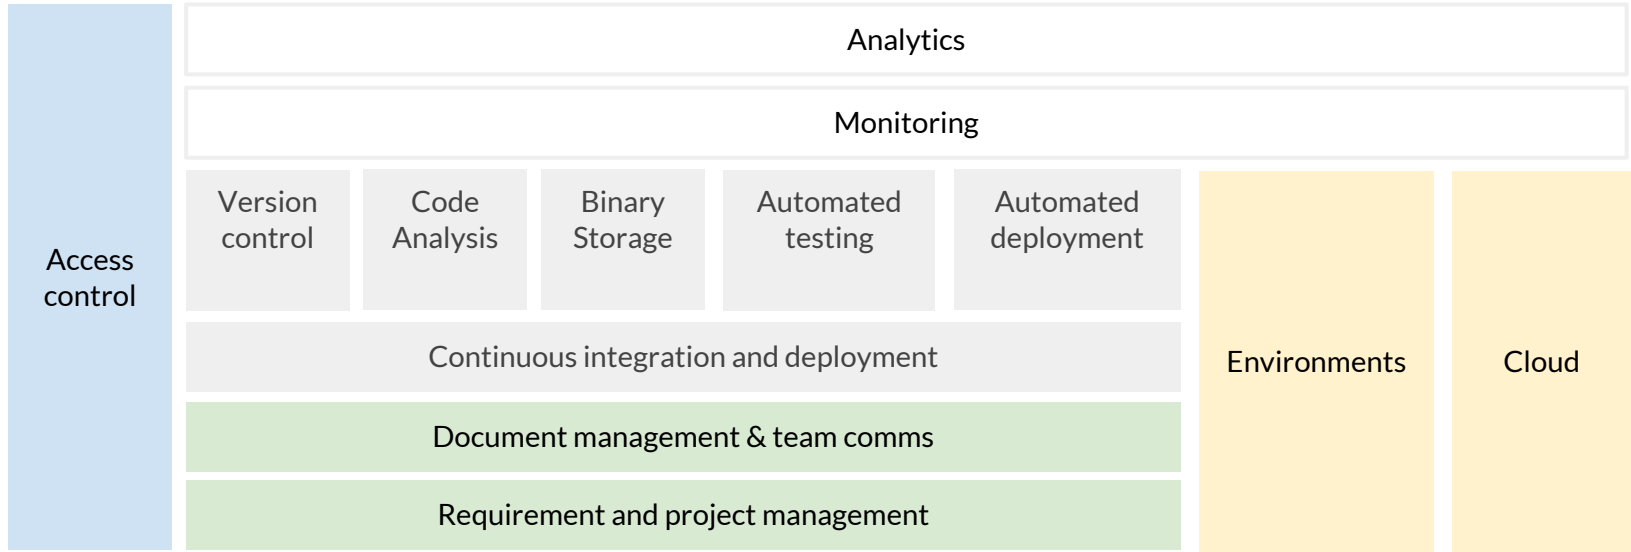 Analytics
Monitoring
Version
control
Code
Analysis
Binary
Storage
Automated
testing
Automated
deployment
Access
control
Continuous integration and deployment
Environments
Cloud
Document management & team comms
Requirement and project management